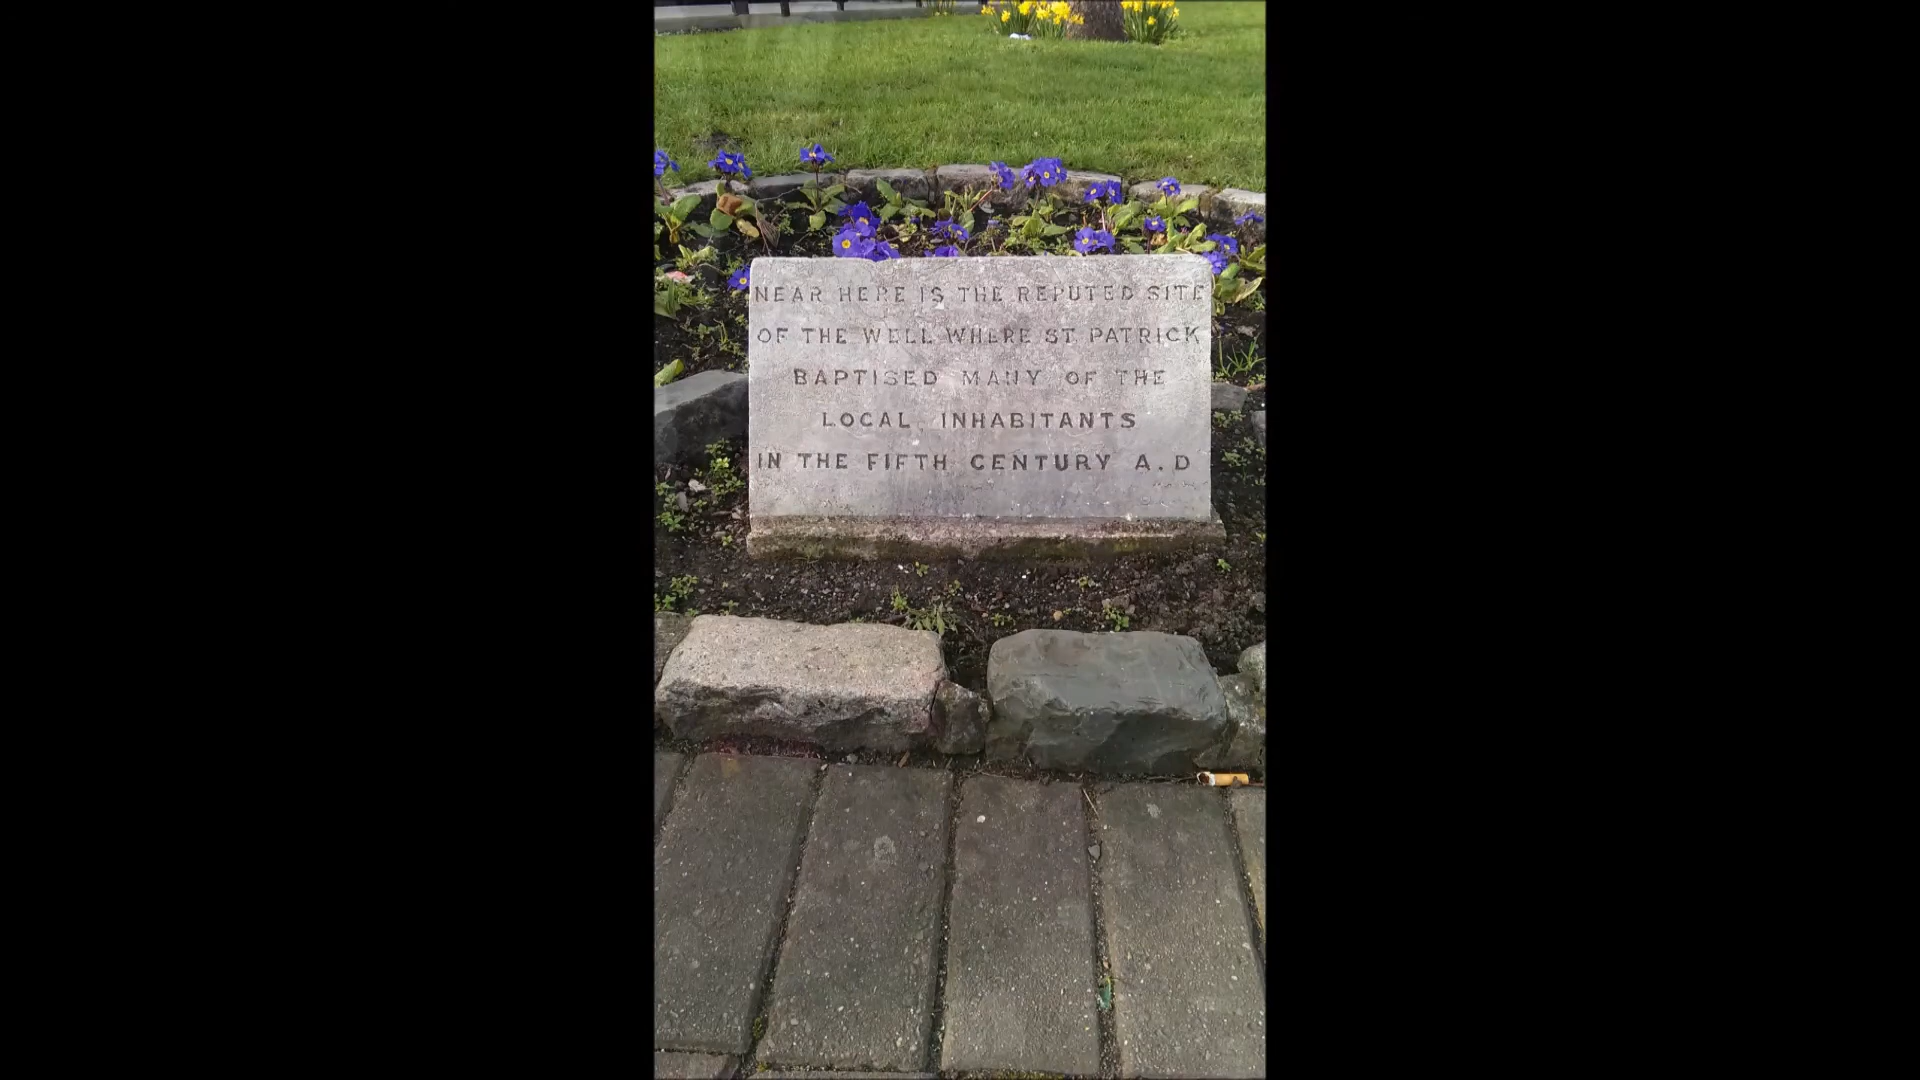 NEAR HERE IS THE REPUTED SITE
OF THE WELL WHERE ST PATRICK
BAPTISED MANY OF THE
LOCAL INHABITANTS
IN THE FIFTH CENTURY A.D